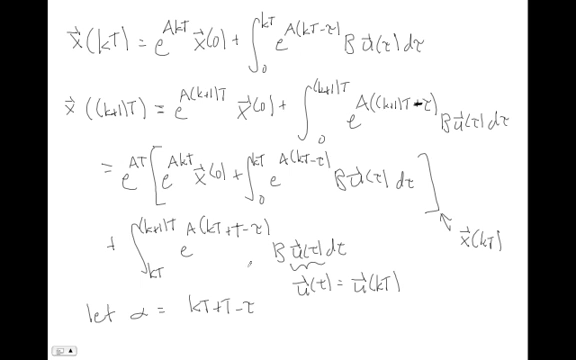 x⃗(kT) = e^{AkT} x⃗(0) + ∫_0^{kT} e^{A(kT-τ)} B u⃗(τ) dτ
x⃗((k+1)T) = e^{A(k+1)T} x⃗(0) + ∫_0^{(k+1)T} e^{A((k+1)T-τ)} B u⃗(τ) dτ
= e^{AT} [ e^{AkT} x⃗(0) + ∫_0^{kT} e^{A(kT-τ)} B u⃗(τ) dτ ]
x⃗(kT)
+ ∫_{kT}^{(k+1)T} e^{A(kT+T-τ)} B u⃗(τ) dτ
u⃗(t) = u⃗(kT)
let α = kT+T-τ